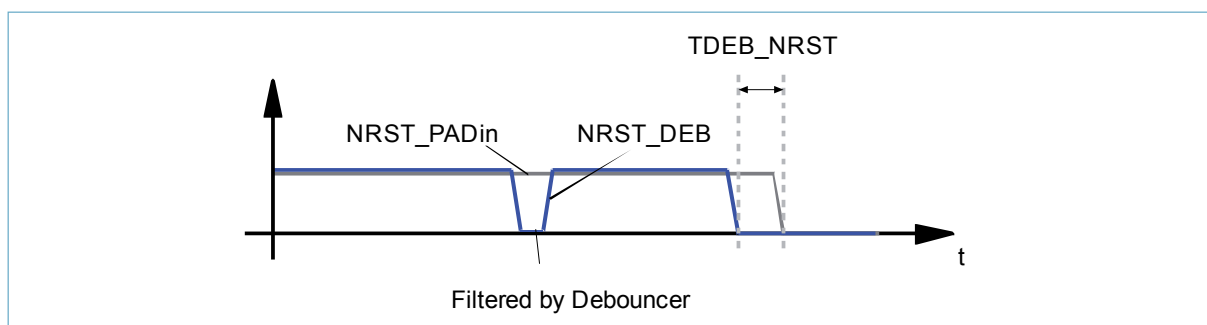 TDEB_NRST
NRST_PADin
NRST_DEB
t
Filtered by Debouncer